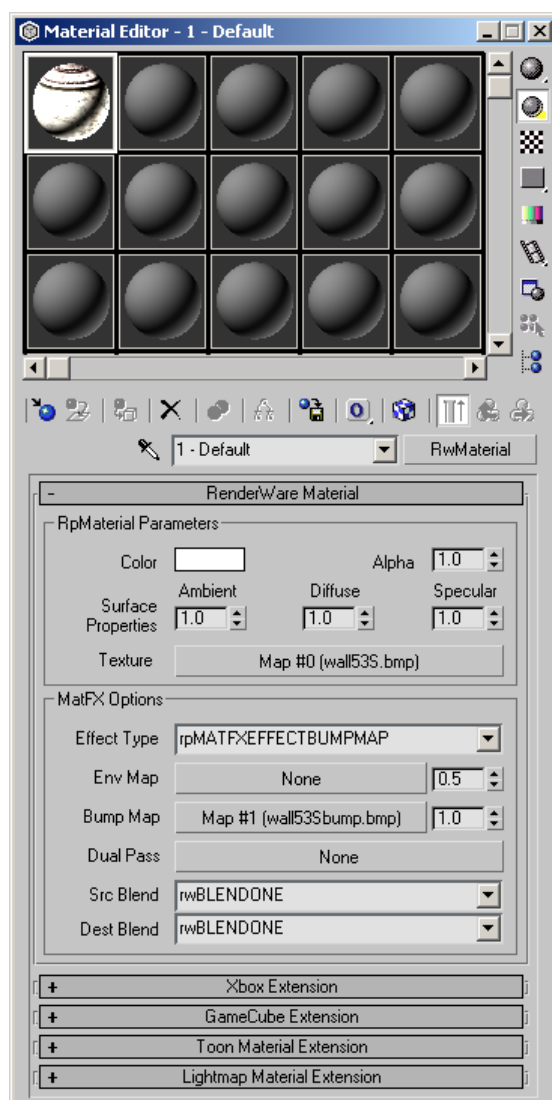 Material Editor - 1 - Default
1 - Default
RwMaterial
- RenderWare Material
RpMaterial Parameters
Color
Alpha 1.0
Ambient Diffuse Specular
Surface Properties 1.0 1.0 1.0
Texture Map #0 (wall53S.bmp)
MatFX Options
Effect Type rpMATFXEFFECTBUMPMAP
Env Map None 0.5
Bump Map Map #1 (wall53Sbump.bmp) 1.0
Dual Pass None
Src Blend rwBLENDONE
Dest Blend rwBLENDONE
+ Xbox Extension
+ GameCube Extension
+ Toon Material Extension
+ Lightmap Material Extension